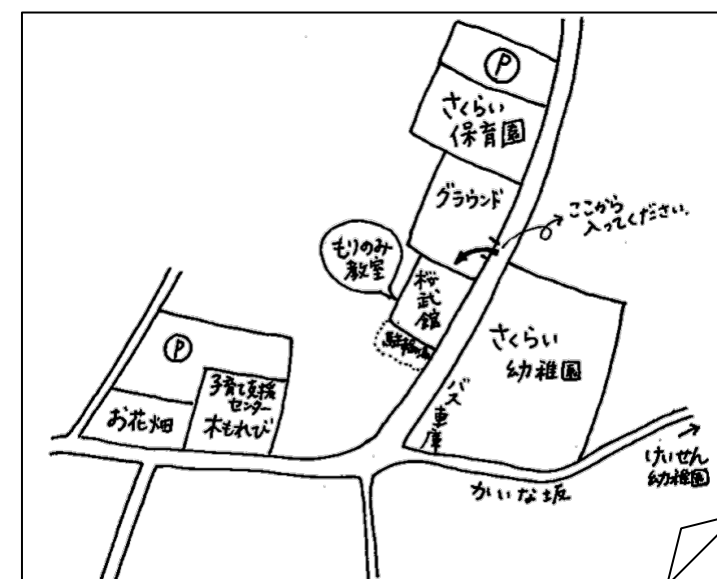 P
さくらい
保育園
グラウンド
ここから
入ってください。
もりのみ
教室
桜武館
さくらい
幼稚園
バス車庫
P
子育て支援
センター
木もれび
お花畑
かいな坂
けいせん
幼稚園